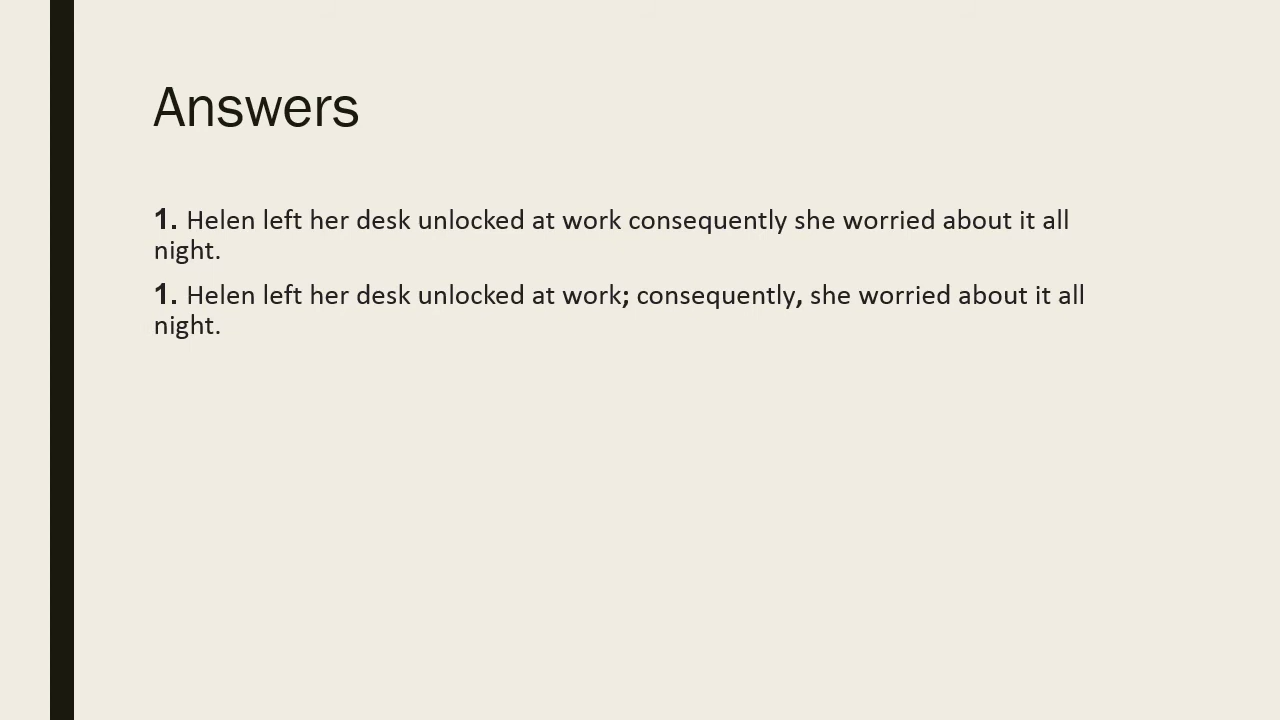 Answers
1. Helen left her desk unlocked at work consequently she worried about it all
night.
1. Helen left her desk unlocked at work; consequently, she worried about it all
night.